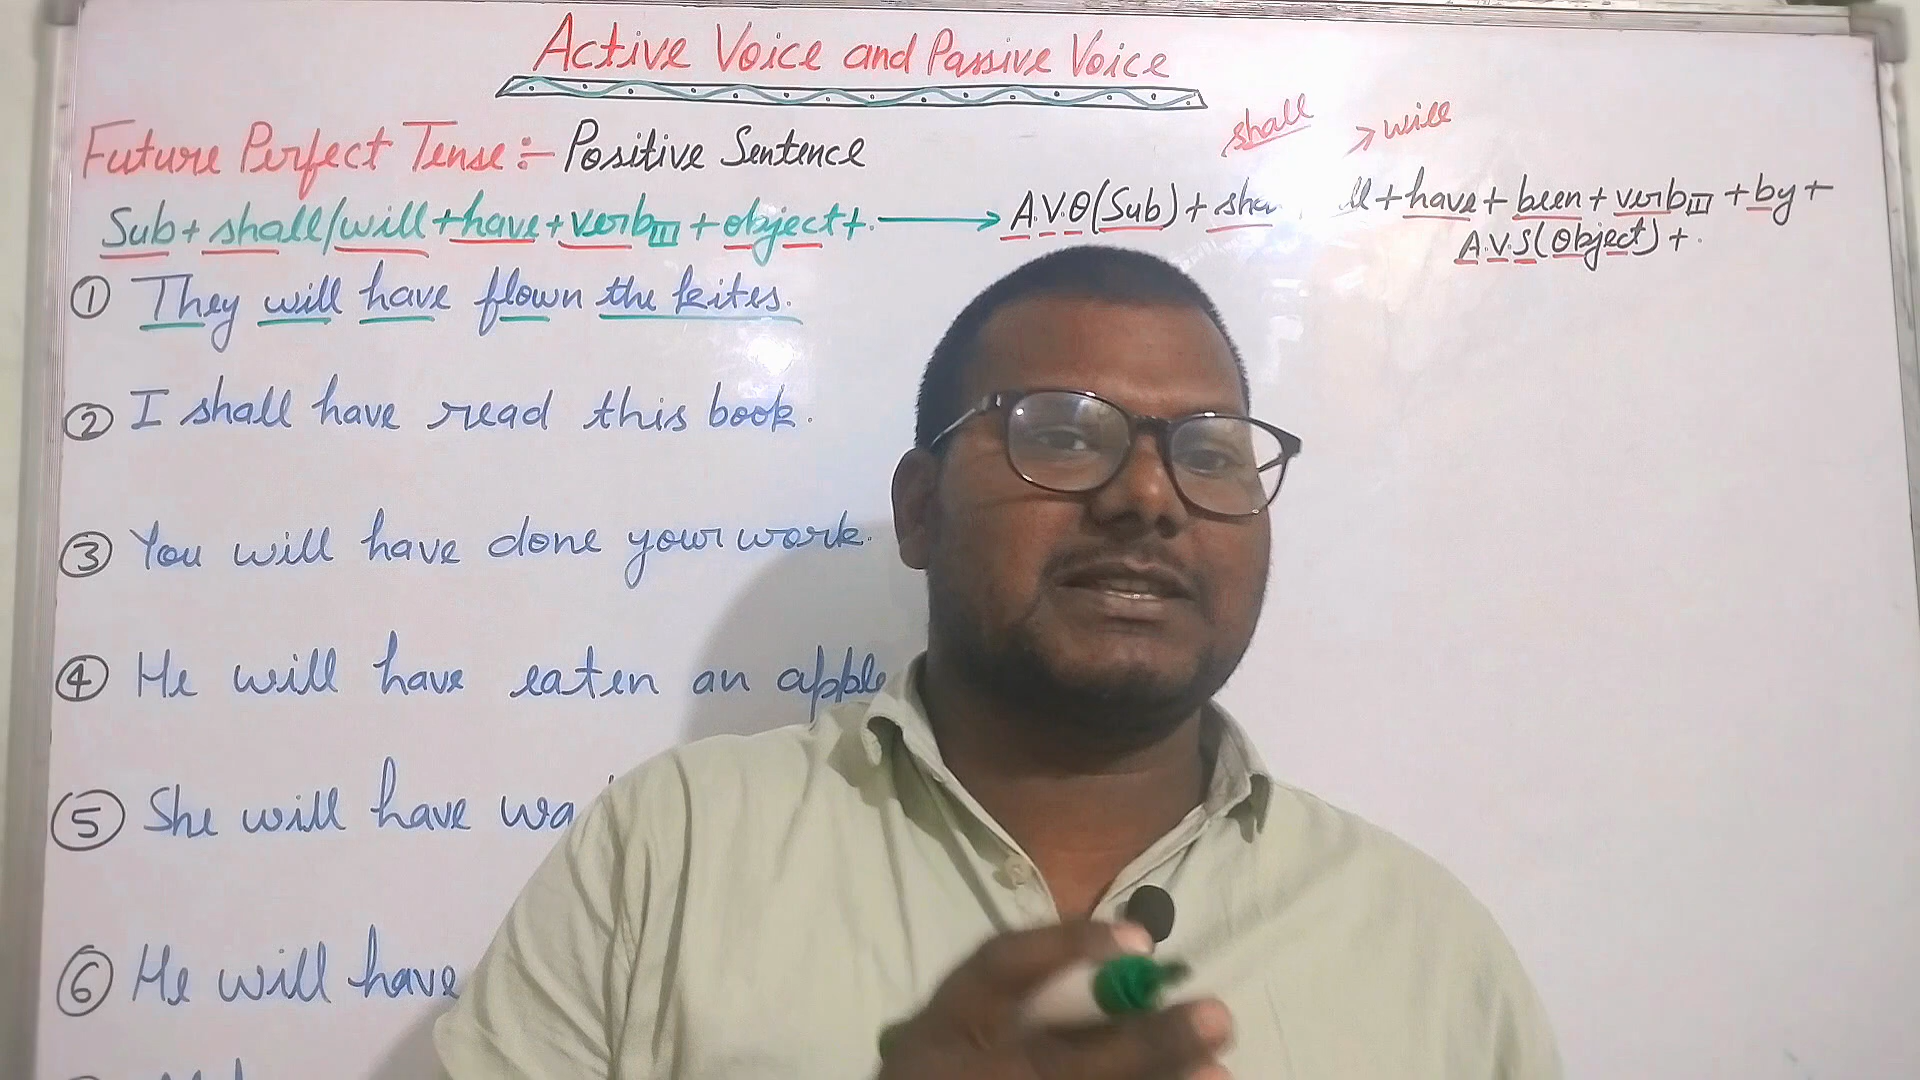 Active Voice and Passive Voice
shall → will
Future Perfect Tense :- Positive Sentence
Sub + shall/will + have + verb III + object + . → A.V.O(Sub) + sha ll + have + been + verb III + by +
A.V.S(Object) + .
① They will have flown the kites.
② I shall have read this book.
③ You will have done your work.
④ He will have eaten an apple
⑤ She will have wa
⑥ He will have